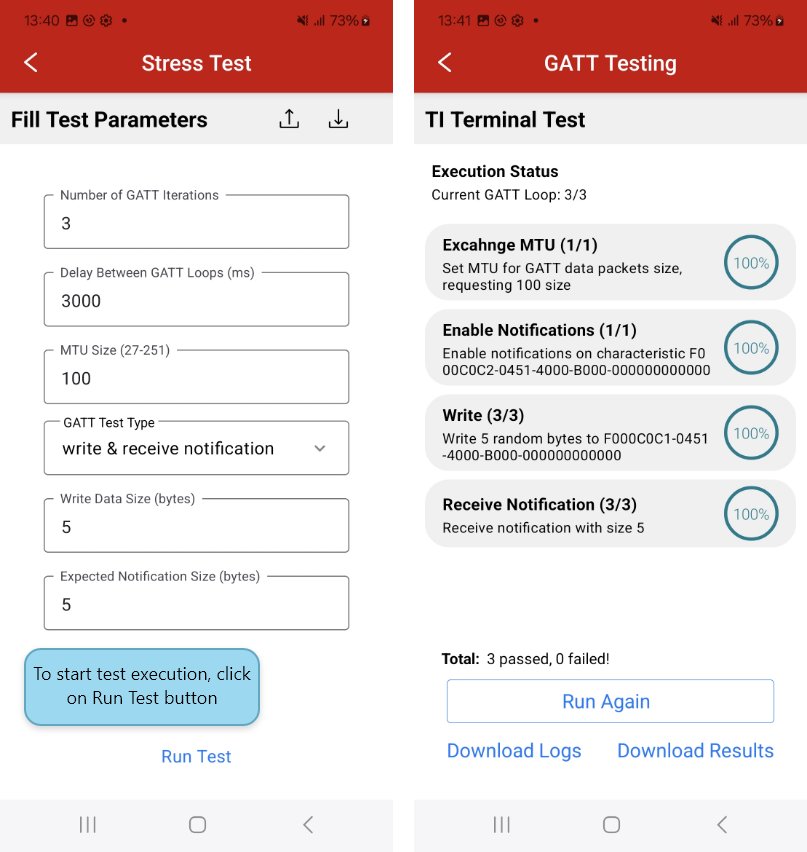 13:40
73%
Stress Test
Fill Test Parameters
Number of GATT Iterations
3
Delay Between GATT Loops (ms)
3000
MTU Size (27-251)
100
GATT Test Type
write & receive notification
Write Data Size (bytes)
5
Expected Notification Size (bytes)
5
To start test execution, click
on Run Test button
Run Test
13:41
73%
GATT Testing
TI Terminal Test
Execution Status
Current GATT Loop: 3/3
Excahnge MTU (1/1)
Set MTU for GATT data packets size,
requesting 100 size
100%
Enable Notifications (1/1)
Enable notifications on characteristic F0
00C0C2-0451-4000-B000-000000000000
100%
Write (3/3)
Write 5 random bytes to F000C0C1-0451
-4000-B000-000000000000
100%
Receive Notification (3/3)
Receive notification with size 5
100%
Total: 3 passed, 0 failed!
Run Again
Download Logs
Download Results